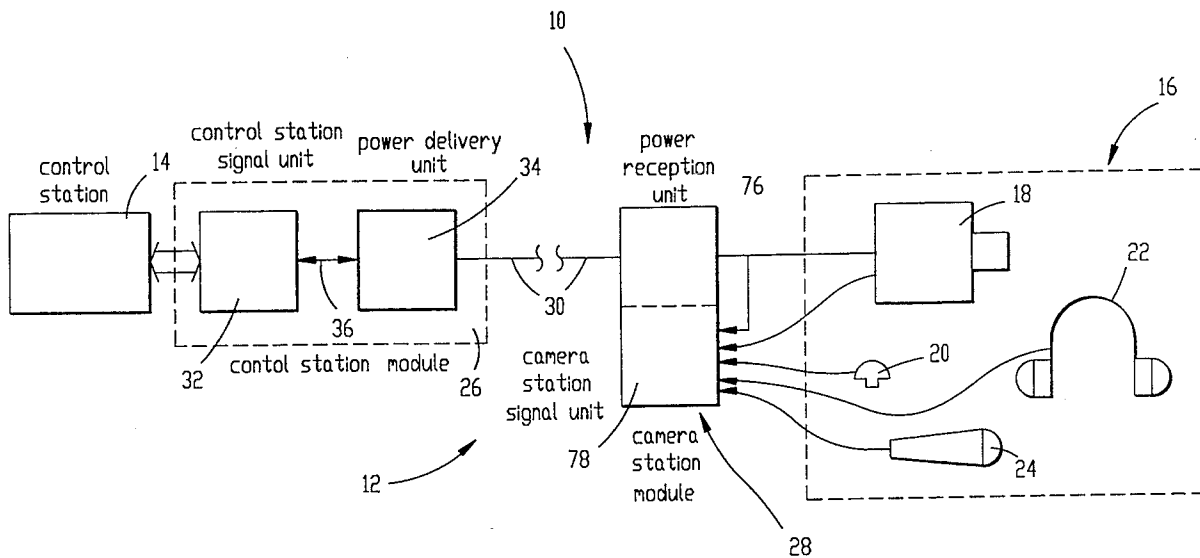 10
16
control station
signal unit
power delivery
unit
34
control
station
14
power
reception
unit
76
18
22
32
36
contol station module
26
30
camera
station
signal unit
20
78
12
camera
station
module
24
28